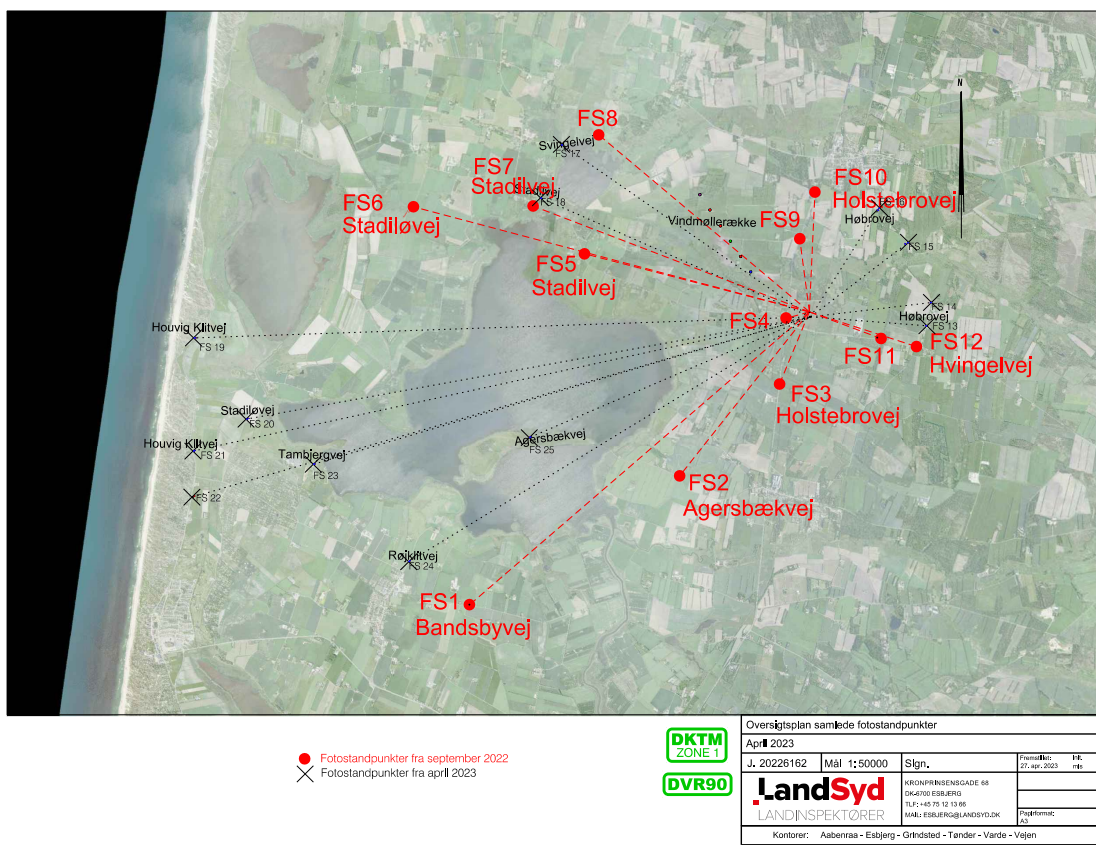 N
FS8
Svingelvej
FS 17
FS7
Stadilvej
Stadilvej
FS 18
FS10
Holstebrovej
FS 16
Høbrovej
FS6
Stadiløvej
Vindmøllerække
FS9
FS 15
FS5
Stadilvej
FS 14
Høbrovej
FS 13
FS4
Houvig Klitvej
FS 19
FS11
FS12
Hvingelvej
FS3
Holstebrovej
Stadiløvej
FS 20
Houvig Klitvej
FS 21
Agersbækvej
FS 25
Tambjergvej
FS 23
FS 22
FS2
Agersbækvej
Røjklitvej
FS 24
FS1
Bandsbyvej
Fotostandpunkter fra september 2022
Fotostandpunkter fra april 2023
DKTM
ZONE 1
DVR90
Oversigtsplan samlede fotostandpunkter
April 2023
J. 20226162
Mål 1:50000
Sign.
Fremstillet:
27. apr. 2023
Init.
mls
LandSyd
LANDINSPEKTØRER
KRONPRINSENSGADE 68
DK-6700 ESBJERG
TLF: +45 75 12 13 66
MAIL: ESBJERG@LANDSYD.DK
Papirformat:
A3
Kontorer: Aabenraa - Esbjerg - Grindsted - Tønder - Varde - Vejen